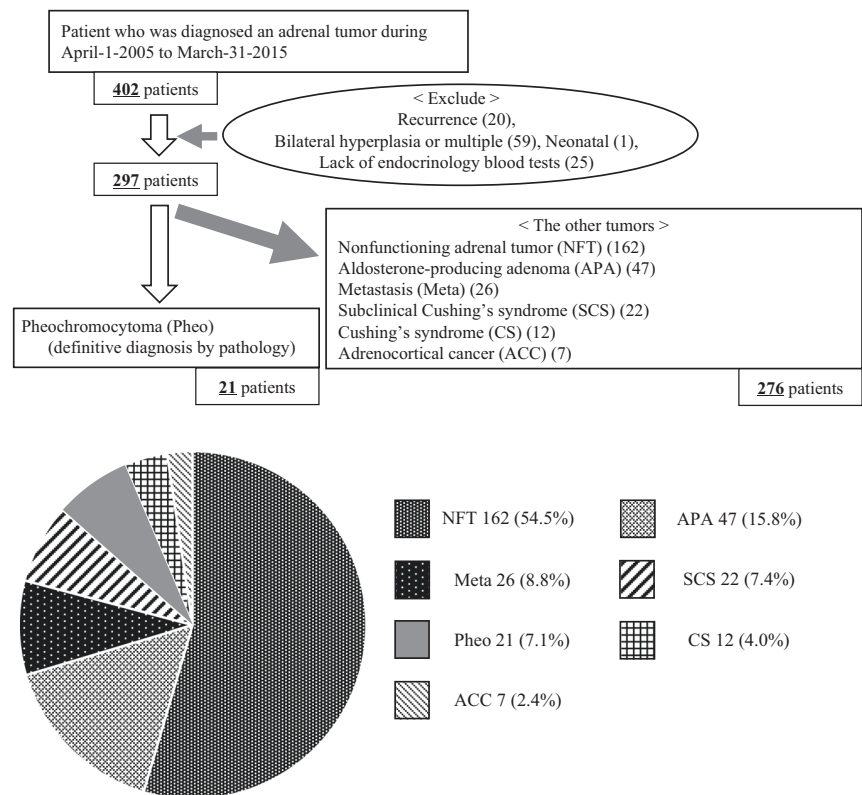 Patient who was diagnosed an adrenal tumor during
April-1-2005 to March-31-2015
402 patients
< Exclude >
Recurrence (20),
Bilateral hyperplasia or multiple (59), Neonatal (1),
Lack of endocrinology blood tests (25)
297 patients
< The other tumors >
Nonfunctioning adrenal tumor (NFT) (162)
Aldosterone-producing adenoma (APA) (47)
Metastasis (Meta) (26)
Subclinical Cushing’s syndrome (SCS) (22)
Cushing’s syndrome (CS) (12)
Adrenocortical cancer (ACC) (7)
276 patients
Pheochromocytoma (Pheo)
(definitive diagnosis by pathology)
21 patients
NFT 162 (54.5%)
APA 47 (15.8%)
Meta 26 (8.8%)
SCS 22 (7.4%)
Pheo 21 (7.1%)
CS 12 (4.0%)
ACC 7 (2.4%)